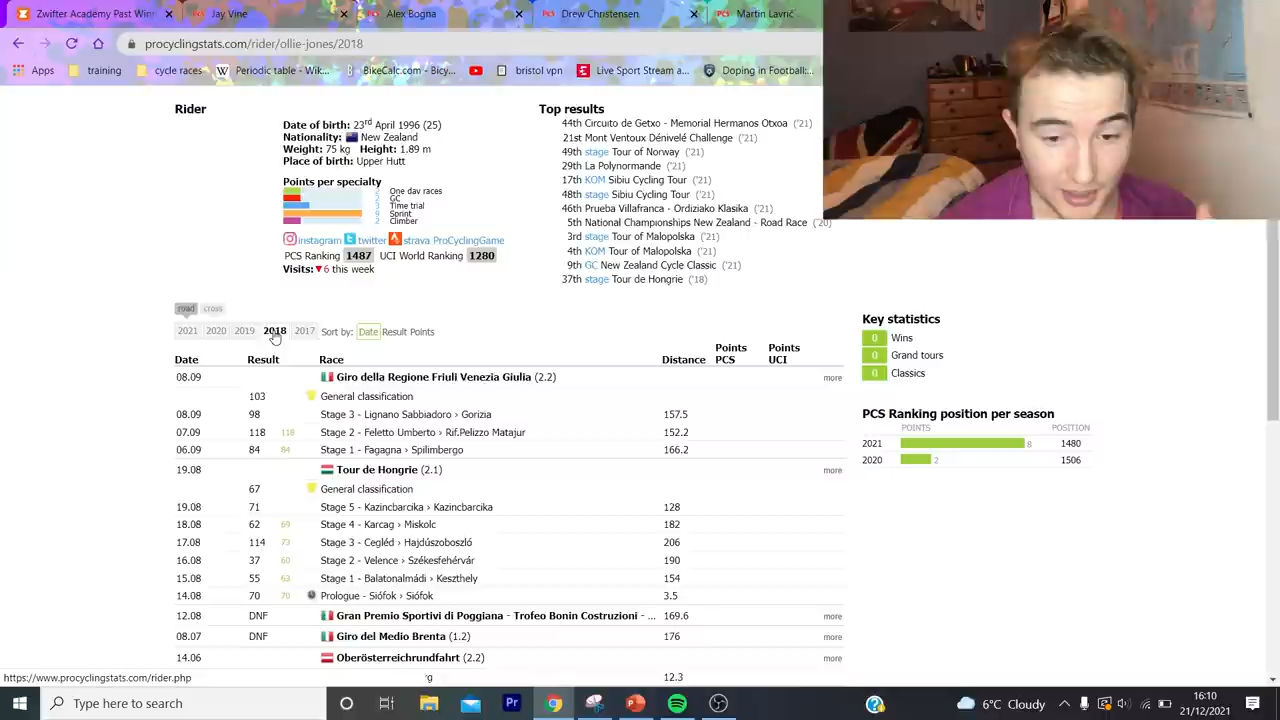 Zwift Academy Past Win
Alex Bogna
Drew Christensen
Martin Lavrič
procyclingstats.com/rider/ollie-jones/2018
Apps
training
cycle races
Periodic table - Wik...
BikeCalc.com - Bicy...
bristol vpn
Live Sport Stream a...
Doping in Football:...
Rider
Date of birth: 23rd April 1996 (25)
Nationality: New Zealand
Weight: 75 kg Height: 1.89 m
Place of birth: Upper Hutt
Points per specialty
One day races
GC
Time trial
Sprint
Climber
instagram twitter strava ProCyclingGame
PCS Ranking 1487 UCI World Ranking 1280
Visits: ▼6 this week
Top results
44th Circuito de Getxo - Memorial Hermanos Otxoa ('21)
21st Mont Ventoux Dénivelé Challenge ('21)
49th stage Tour of Norway ('21)
29th La Polynormande ('21)
17th KOM Sibiu Cycling Tour ('21)
48th stage Sibiu Cycling Tour ('21)
46th Prueba Villafranca - Ordiziako Klasika ('21)
5th National Championships New Zealand - Road Race ('20)
3rd stage Tour of Malopolska ('21)
4th KOM Tour of Malopolska ('21)
9th GC New Zealand Cycle Classic ('21)
37th stage Tour de Hongrie ('18)
road cross
2021 2020 2019 2018 2017 Sort by: Date Result Points
Date Result Race Distance Points PCS Points UCI
08.09 Giro della Regione Friuli Venezia Giulia (2.2) more
103 General classification
08.09 98 Stage 3 - Lignano Sabbiadoro › Gorizia 157.5
07.09 118 118 Stage 2 - Feletto Umberto › Rif.Pelizzo Matajur 152.2
06.09 84 84 Stage 1 - Fagagna › Spilimbergo 166.2
19.08 Tour de Hongrie (2.1) more
67 General classification
19.08 71 Stage 5 - Kazincbarcika › Kazincbarcika 128
18.08 62 69 Stage 4 - Karcag › Miskolc 182
17.08 114 73 Stage 3 - Cegléd › Hajdúszoboszló 206
16.08 37 60 Stage 2 - Velence › Székesfehérvár 190
15.08 55 63 Stage 1 - Balatonalmádi › Keszthely 154
14.08 70 70 Prologue - Siófok › Siófok 3.5
12.08 DNF Gran Premio Sportivi di Poggiana - Trofeo Bonin Costruzioni - ... 169.6 more
08.07 DNF Giro del Medio Brenta (1.2) 176 more
14.06 Oberösterreichrundfahrt (2.2) more
12.3
Key statistics
0 Wins
0 Grand tours
0 Classics
PCS Ranking position per season
POINTS POSITION
2021 8 1480
2020 2 1506
https://www.procyclingstats.com/rider.php
Type here to search
Pr
6°C Cloudy
16:10
21/12/2021